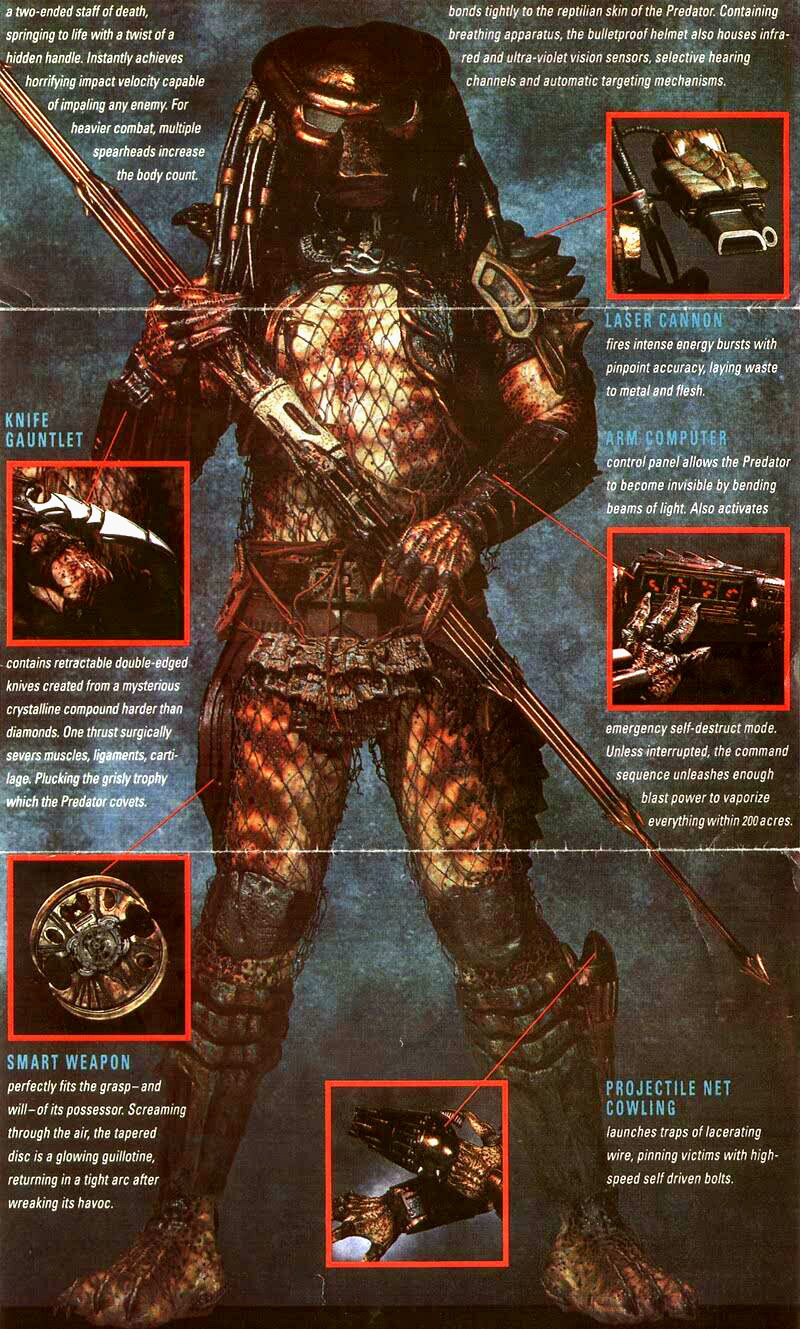 a two-ended staff of death,
springing to life with a twist of a
hidden handle. Instantly achieves
horrifying impact velocity capable
of impaling any enemy. For
heavier combat, multiple
spearheads increase
the body count.
bonds tightly to the reptilian skin of the Predator. Containing
breathing apparatus, the bulletproof helmet also houses infra-
red and ultra-violet vision sensors, selective hearing
channels and automatic targeting mechanisms.
LASER CANNON
fires intense energy bursts with
pinpoint accuracy, laying waste
to metal and flesh.
KNIFE
GAUNTLET
contains retractable double-edged
knives created from a mysterious
crystalline compound harder than
diamonds. One thrust surgically
severs muscles, ligaments, carti-
lage. Plucking the grisly trophy
which the Predator covets.
ARM COMPUTER
control panel allows the Predator
to become invisible by bending
beams of light. Also activates
emergency self-destruct mode.
Unless interrupted, the command
sequence unleashes enough
blast power to vaporize
everything within 200 acres.
SMART WEAPON
perfectly fits the grasp–and
will–of its possessor. Screaming
through the air, the tapered
disc is a glowing guillotine,
returning in a tight arc after
wreaking its havoc.
PROJECTILE NET
COWLING
launches traps of lacerating
wire, pinning victims with high-
speed self driven bolts.